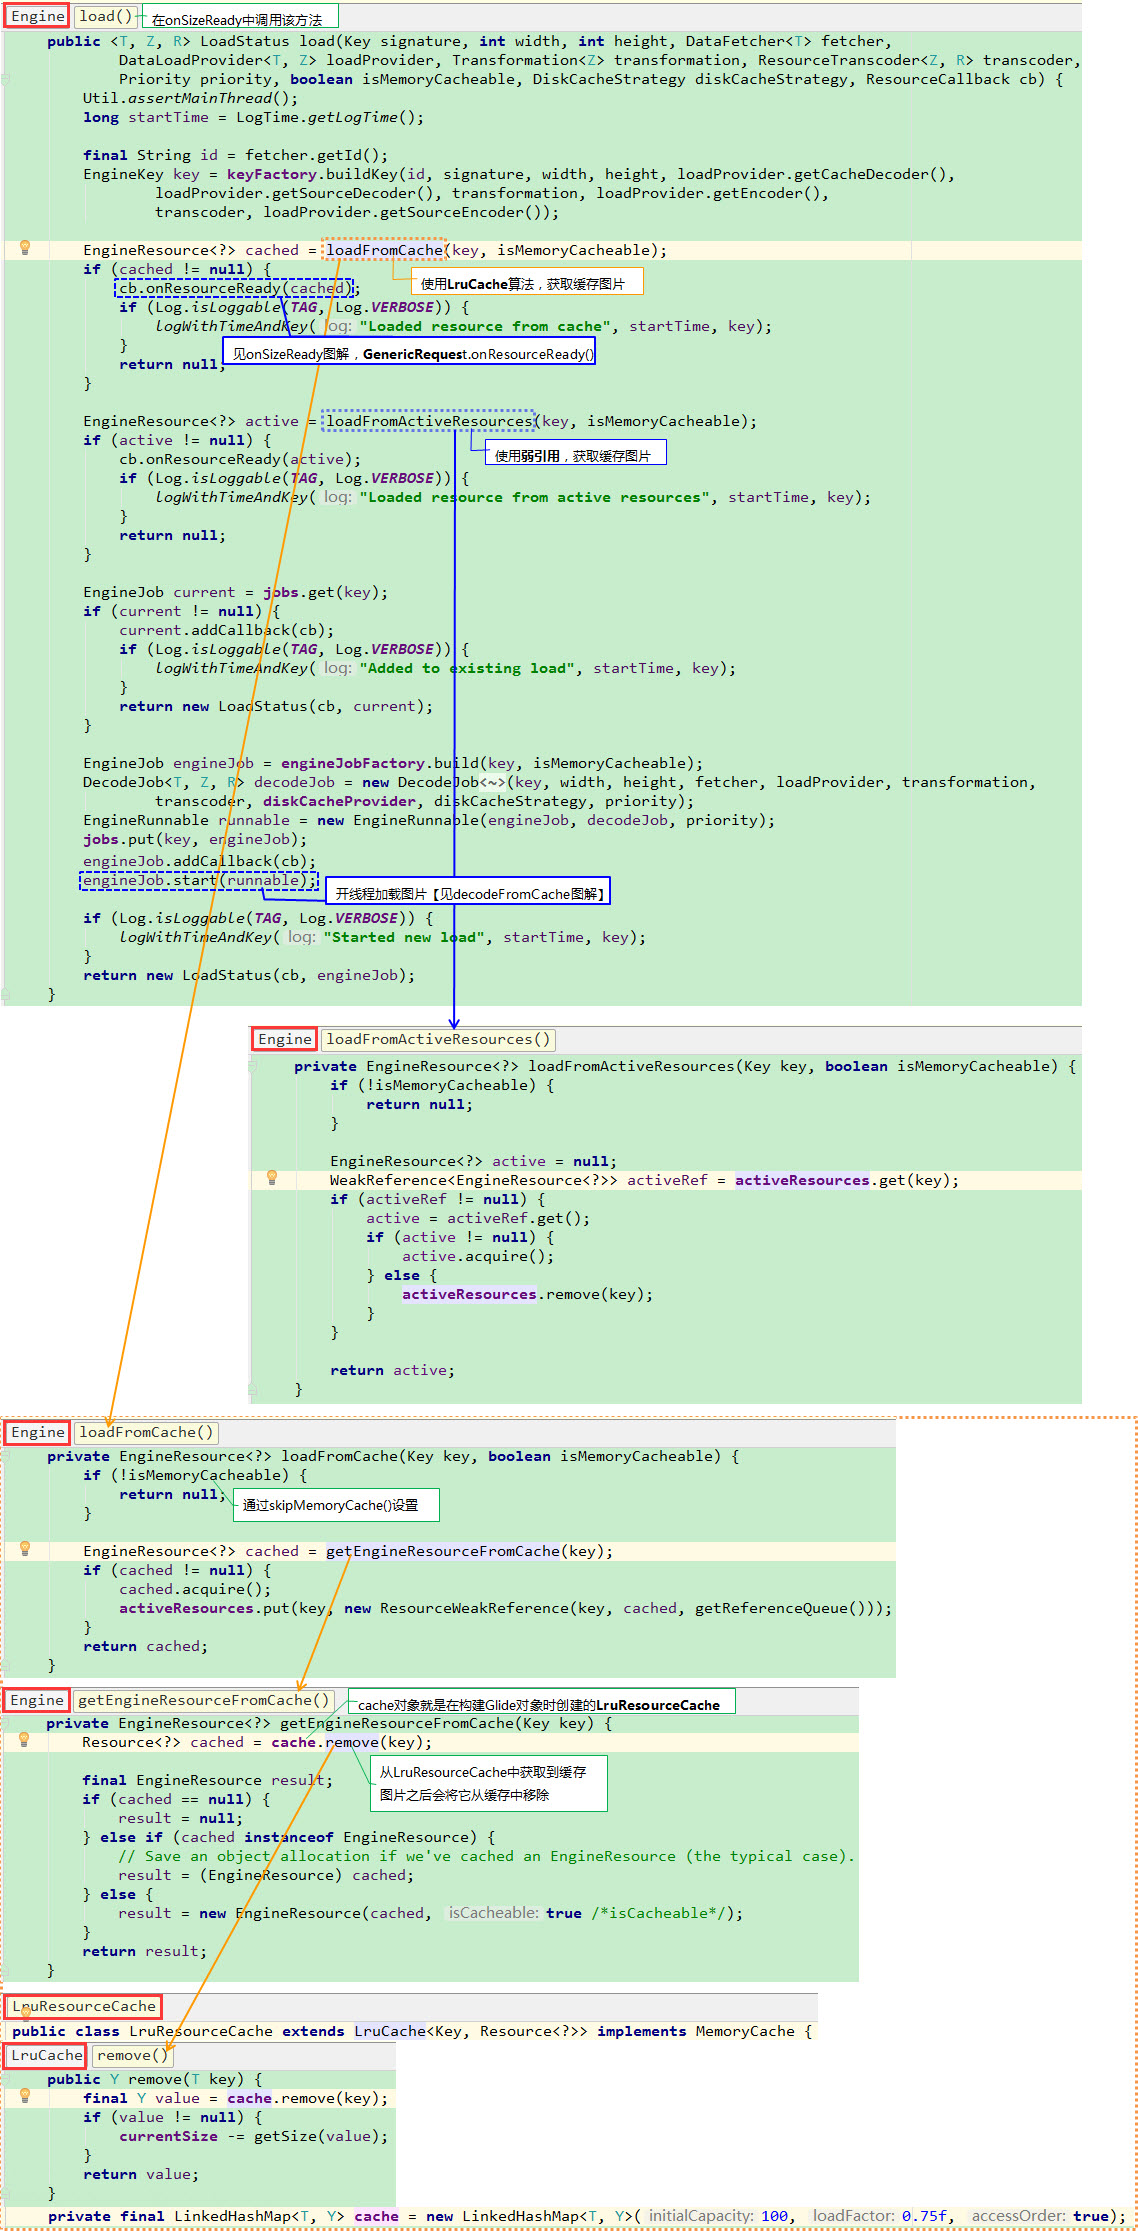 Engine load() 在onSizeReady中调用该方法
public <T, Z, R> LoadStatus load(Key signature, int width, int height, DataFetcher<T> fetcher,
DataLoadProvider<T, Z> loadProvider, Transformation<Z> transformation, ResourceTranscoder<Z, R> transcoder,
Priority priority, boolean isMemoryCacheable, DiskCacheStrategy diskCacheStrategy, ResourceCallback cb) {
Util.assertMainThread();
long startTime = LogTime.getLogTime();
final String id = fetcher.getId();
EngineKey key = keyFactory.buildKey(id, signature, width, height, loadProvider.getCacheDecoder(),
loadProvider.getSourceDecoder(), transformation, loadProvider.getEncoder(),
transcoder, loadProvider.getSourceEncoder());
EngineResource<?> cached = loadFromCache(key, isMemoryCacheable);
if (cached != null) {
使用LruCache算法，获取缓存图片
cb.onResourceReady(cached);
if (Log.isLoggable(TAG, Log.VERBOSE)) {
logWithTimeAndKey( log: "Loaded resource from cache", startTime, key);
}
见onSizeReady图解，GenericRequest.onResourceReady()
return null;
}
EngineResource<?> active = loadFromActiveResources(key, isMemoryCacheable);
if (active != null) {
使用弱引用，获取缓存图片
cb.onResourceReady(active);
if (Log.isLoggable(TAG, Log.VERBOSE)) {
logWithTimeAndKey( log: "Loaded resource from active resources", startTime, key);
}
return null;
}
EngineJob current = jobs.get(key);
if (current != null) {
current.addCallback(cb);
if (Log.isLoggable(TAG, Log.VERBOSE)) {
logWithTimeAndKey( log: "Added to existing load", startTime, key);
}
return new LoadStatus(cb, current);
}
EngineJob engineJob = engineJobFactory.build(key, isMemoryCacheable);
DecodeJob<T, Z, R> decodeJob = new DecodeJob<~>(key, width, height, fetcher, loadProvider, transformation,
transcoder, diskCacheProvider, diskCacheStrategy, priority);
EngineRunnable runnable = new EngineRunnable(engineJob, decodeJob, priority);
jobs.put(key, engineJob);
engineJob.addCallback(cb);
engineJob.start(runnable);
开线程加载图片【见decodeFromCache图解】
if (Log.isLoggable(TAG, Log.VERBOSE)) {
logWithTimeAndKey( log: "Started new load", startTime, key);
}
return new LoadStatus(cb, engineJob);
}
Engine loadFromActiveResources()
private EngineResource<?> loadFromActiveResources(Key key, boolean isMemoryCacheable) {
if (!isMemoryCacheable) {
return null;
}
EngineResource<?> active = null;
WeakReference<EngineResource<?>> activeRef = activeResources.get(key);
if (activeRef != null) {
active = activeRef.get();
if (active != null) {
active.acquire();
} else {
activeResources.remove(key);
}
}
return active;
}
Engine loadFromCache()
private EngineResource<?> loadFromCache(Key key, boolean isMemoryCacheable) {
if (!isMemoryCacheable) {
return null;
通过skipMemoryCache()设置
}
EngineResource<?> cached = getEngineResourceFromCache(key);
if (cached != null) {
cached.acquire();
activeResources.put(key, new ResourceWeakReference(key, cached, getReferenceQueue()));
}
return cached;
}
Engine getEngineResourceFromCache() cache对象就是在构建Glide对象时创建的LruResourceCache
private EngineResource<?> getEngineResourceFromCache(Key key) {
Resource<?> cached = cache.remove(key);
从LruResourceCache中获取到缓存
图片之后会将它从缓存中移除
final EngineResource result;
if (cached == null) {
result = null;
} else if (cached instanceof EngineResource) {
// Save an object allocation if we've cached an EngineResource (the typical case).
result = (EngineResource) cached;
} else {
result = new EngineResource(cached, isCacheable: true /*isCacheable*/);
}
return result;
}
LruResourceCache
public class LruResourceCache extends LruCache<Key, Resource<?>> implements MemoryCache {
LruCache remove()
public Y remove(T key) {
final Y value = cache.remove(key);
if (value != null) {
currentSize -= getSize(value);
}
return value;
}
private final LinkedHashMap<T, Y> cache = new LinkedHashMap<T, Y>( initialCapacity: 100, loadFactor: 0.75f, accessOrder: true);